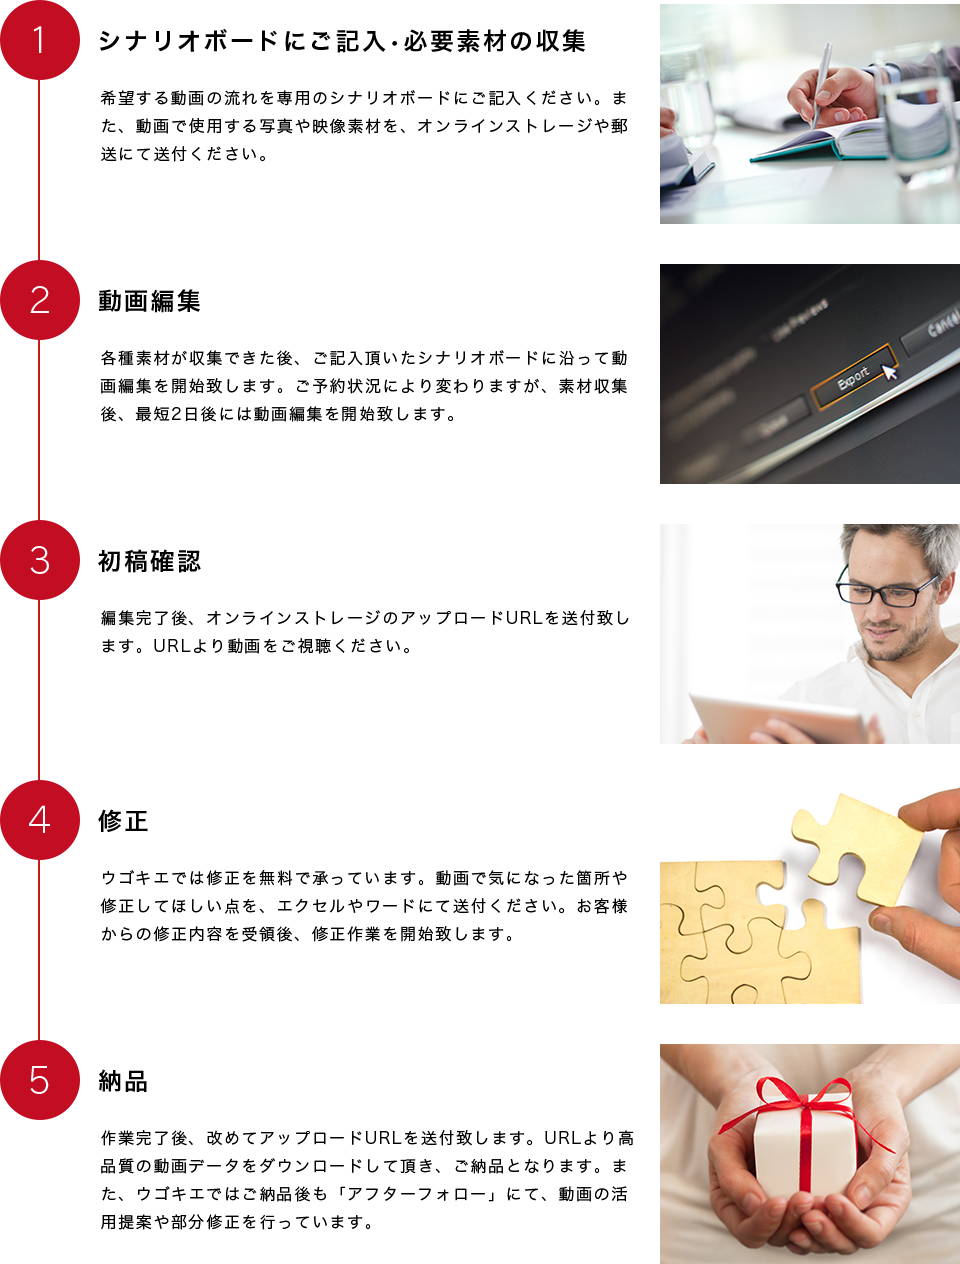 1
シナリオボードにご記入・必要素材の収集
希望する動画の流れを専用のシナリオボードにご記入ください。ま
た、動画で使用する写真や映像素材を、オンラインストレージや郵
送にて送付ください。
2
動画編集
各種素材が収集できた後、ご記入頂いたシナリオボードに沿って動
画編集を開始致します。ご予約状況により変わりますが、素材収集
後、最短2日後には動画編集を開始致します。
Export
Cancel
3
初稿確認
編集完了後、オンラインストレージのアップロードURLを送付致し
ます。URLより動画をご視聴ください。
4
修正
ウゴキエでは修正を無料で承っています。動画で気になった箇所や
修正してほしい点を、エクセルやワードにて送付ください。お客様
からの修正内容を受領後、修正作業を開始致します。
5
納品
作業完了後、改めてアップロードURLを送付致します。URLより高
品質の動画データをダウンロードして頂き、ご納品となります。ま
た、ウゴキエではご納品後も「アフターフォロー」にて、動画の活
用提案や部分修正を行っています。